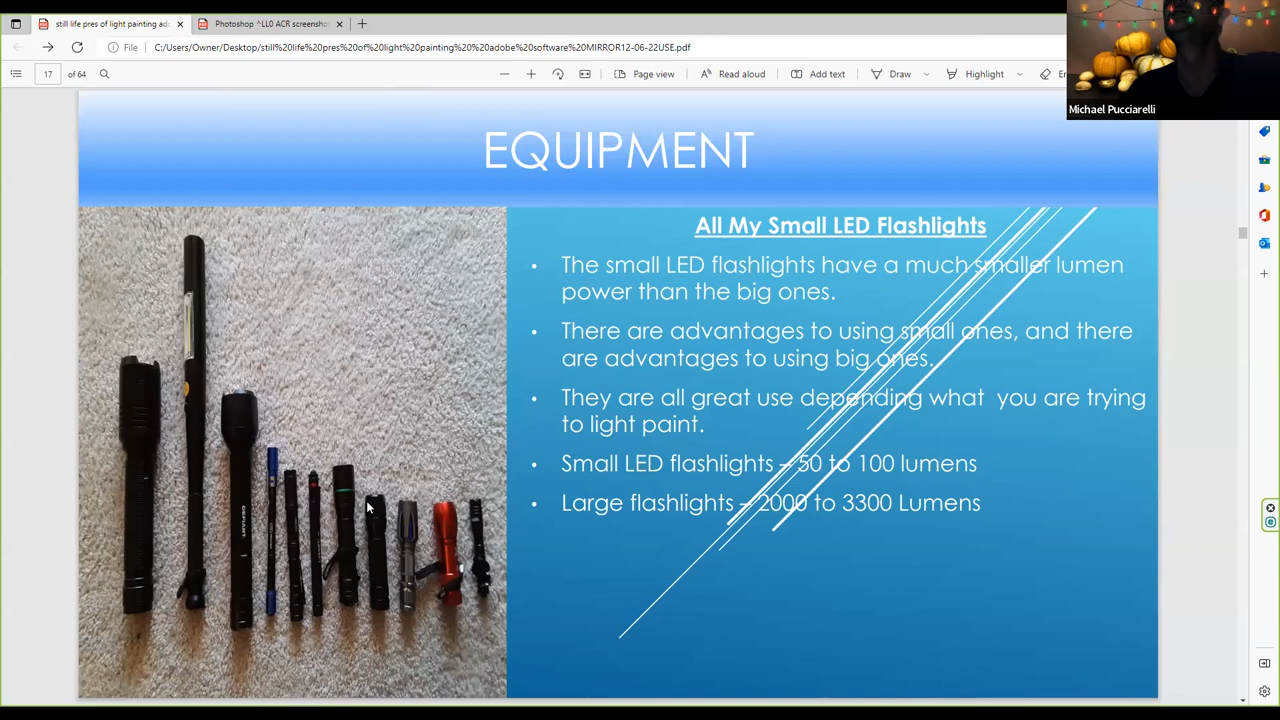 still life pres of light painting ado
Photoshop ^LL0 ACR screenshot
File
C:/Users/Owner/Desktop/still%20life%20pres%20of%20light%20painting%20%20adobe%20software%20MIRROR12-06-22USE.pdf
17 of 64
Page view
Read aloud
Add text
Draw
Highlight
Er
Michael Pucciarelli
EQUIPMENT
All My Small LED Flashlights
• The small LED flashlights have a much smaller lumen
power than the big ones.
• There are advantages to using small ones, and there
are advantages to using big ones.
• They are all great use depending what you are trying
to light paint.
• Small LED flashlights – 50 to 100 lumens
• Large flashlights – 2000 to 3300 Lumens
DEFIANT